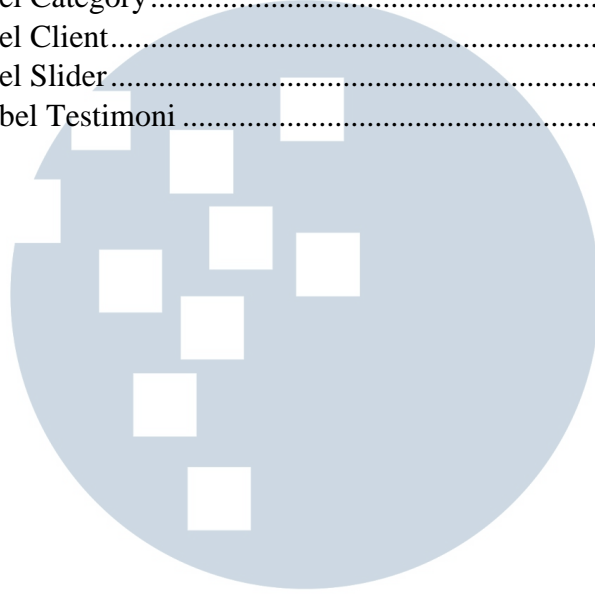 el Category..............................................................
el Client...................................................................
el Slider...................................................................
bel Testimoni.........................................................